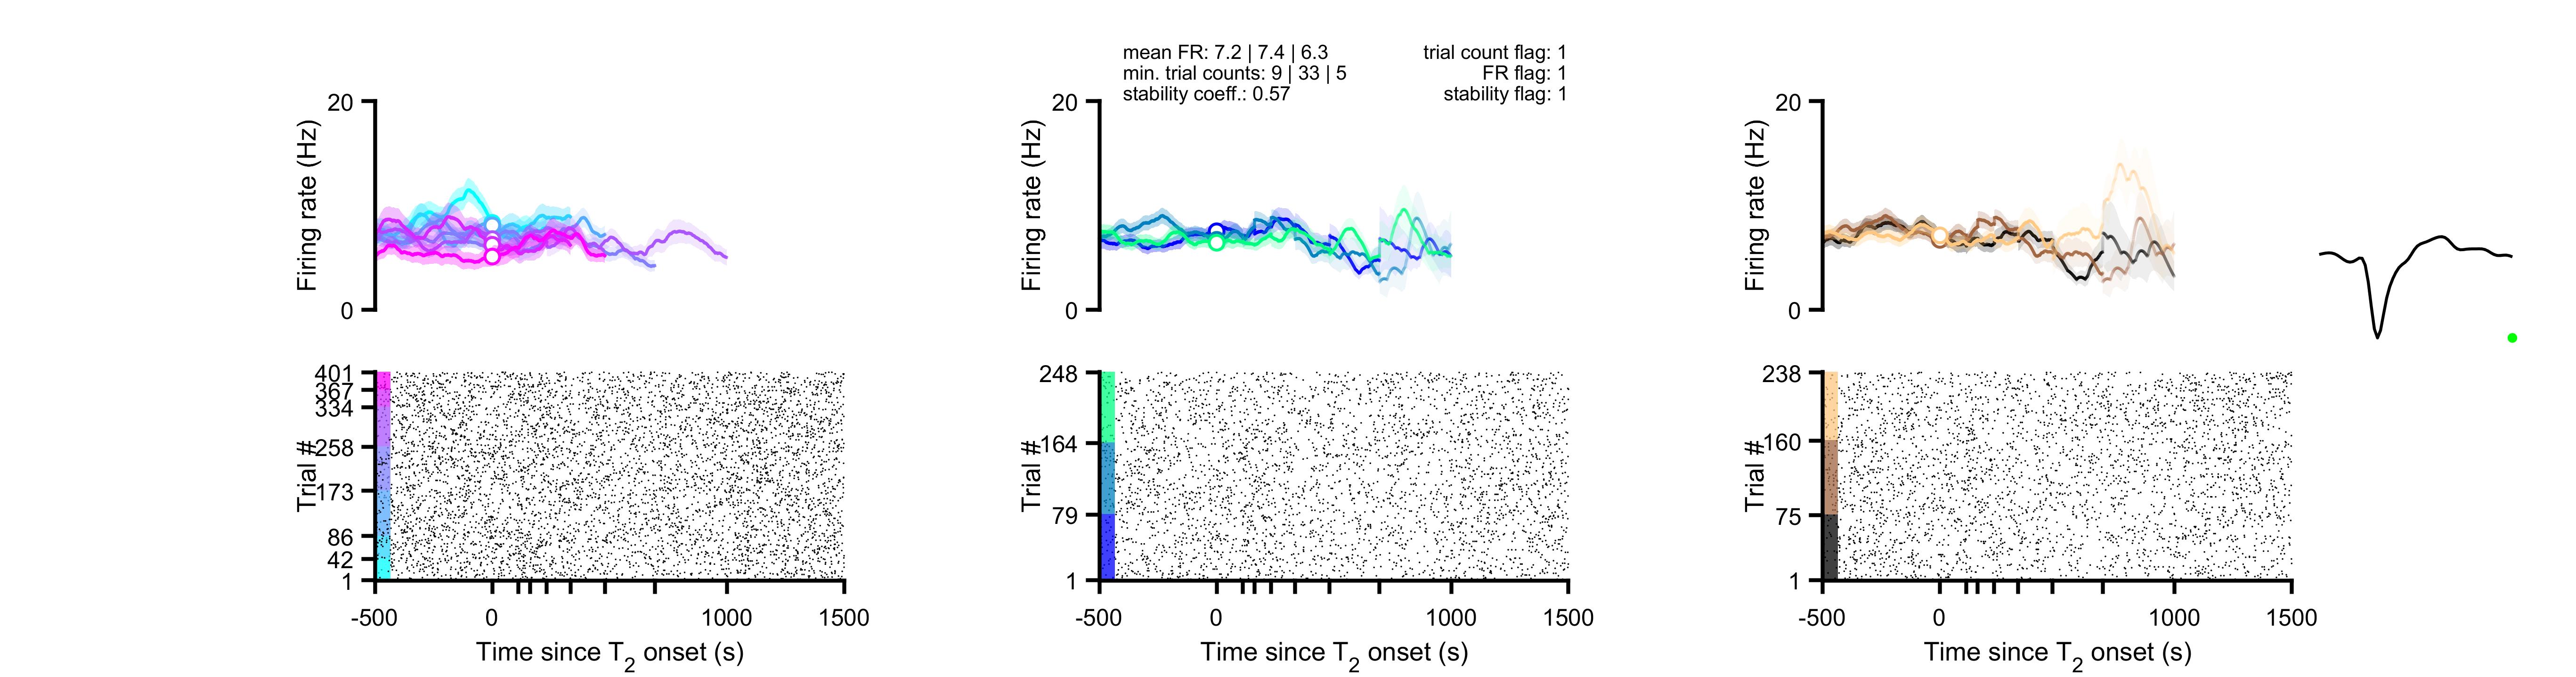 mean FR: 7.2 | 7.4 | 6.3
min. trial counts: 9 | 33 | 5
stability coeff.: 0.57
trial count flag: 1
FR flag: 1
stability flag: 1
20
Firing rate (Hz)
0
401
367
334
258
173
86
42
1
Trial #
-500
0
1000
1500
Time since T2 onset (s)
20
Firing rate (Hz)
0
248
164
79
1
Trial #
-500
0
1000
1500
Time since T2 onset (s)
20
Firing rate (Hz)
0
238
160
75
1
Trial #
-500
0
1000
1500
Time since T2 onset (s)